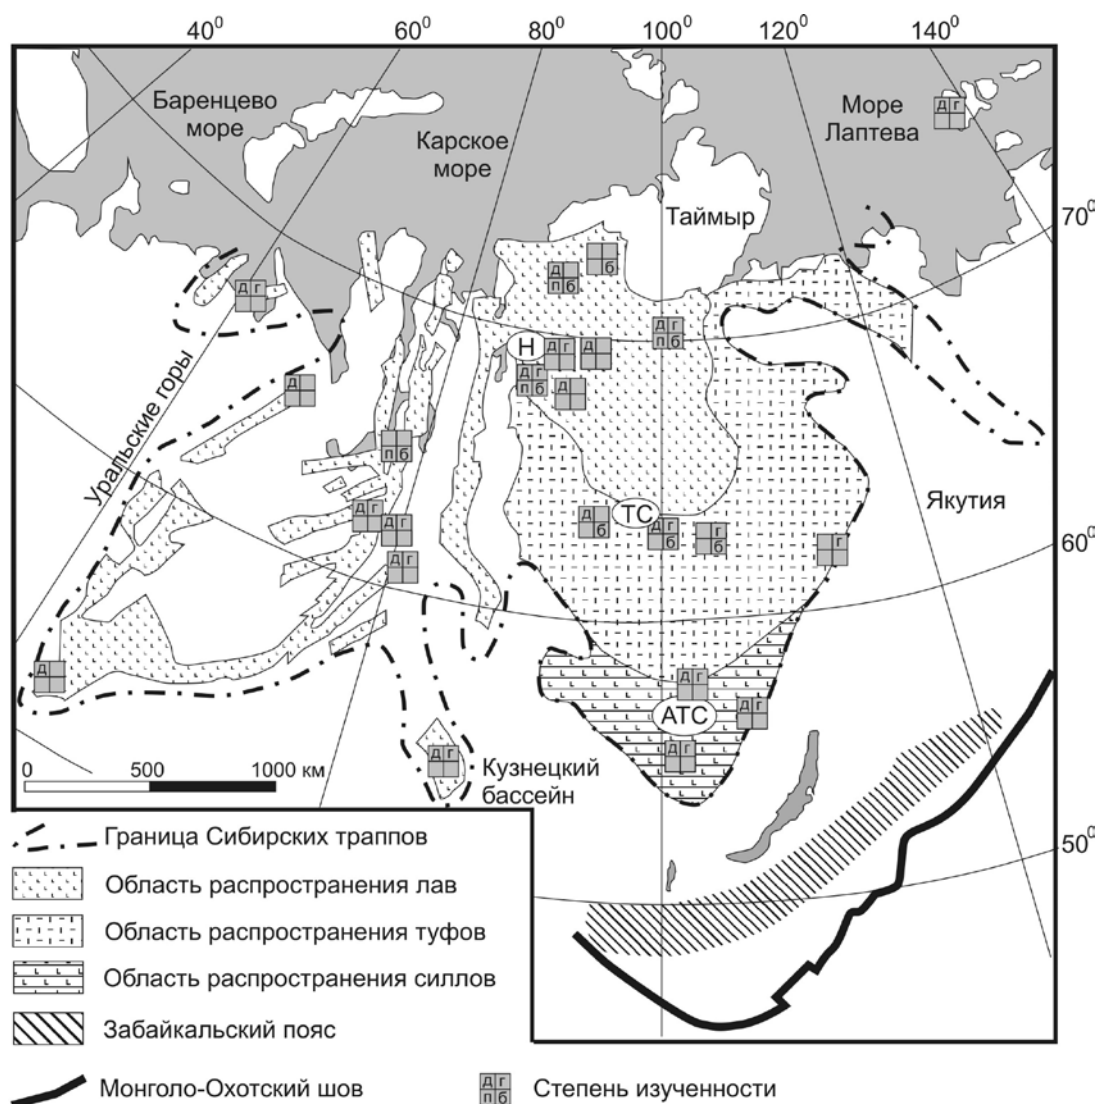 40⁰ 60⁰ 80⁰ 100⁰ 120⁰ 140⁰
Баренцево
море
Карское
море
Море
Лаптева
д г
Таймыр
70⁰
д г
б
д
п б
д г
п б
Н
д г
д
д г
п б
д
д
Уральские горы
п б
Якутия
д г
д г
д
б
ТС
д г
б
г
б
г
60⁰
д г
д
д г
АТС
д г
д г
д г
Кузнецкий
бассейн
0 500 1000 км
50⁰
Граница Сибирских траппов
Область распространения лав
Область распространения туфов
Область распространения силлов
Забайкальский пояс
Монголо-Охотский шов
д г
п б
Степень изученности